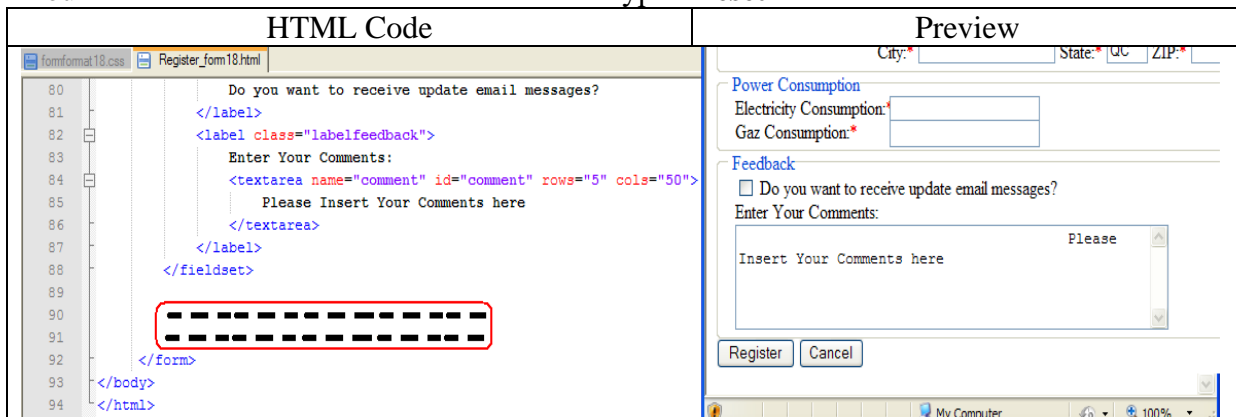 HTML Code Preview
formformat18.css Register_form18.html
80 Do you want to receive update email messages?
81 </label>
82 <label class="labelfeedback">
83 Enter Your Comments:
84 <textarea name="comment" id="comment" rows="5" cols="50">
85 Please Insert Your Comments here
86 </textarea>
87 </label>
88 </fieldset>
89
90
91
92 </form>
93 </body>
94 </html>
City:* State:* QC ZIP:*
Power Consumption
Electricity Consumption:*
Gaz Consumption:*
Feedback
Do you want to receive update email messages?
Enter Your Comments:
Please
Insert Your Comments here
Register Cancel
My Computer 100%